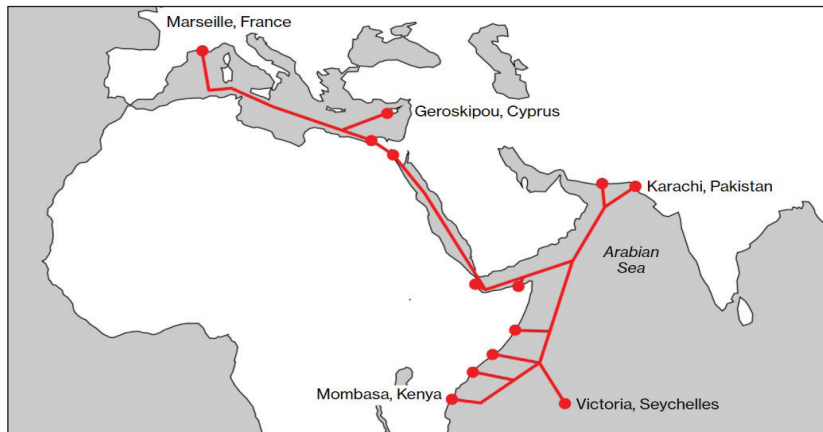 Marseille, France
Geroskipou, Cyprus
Karachi, Pakistan
Arabian
Sea
Mombasa, Kenya
Victoria, Seychelles